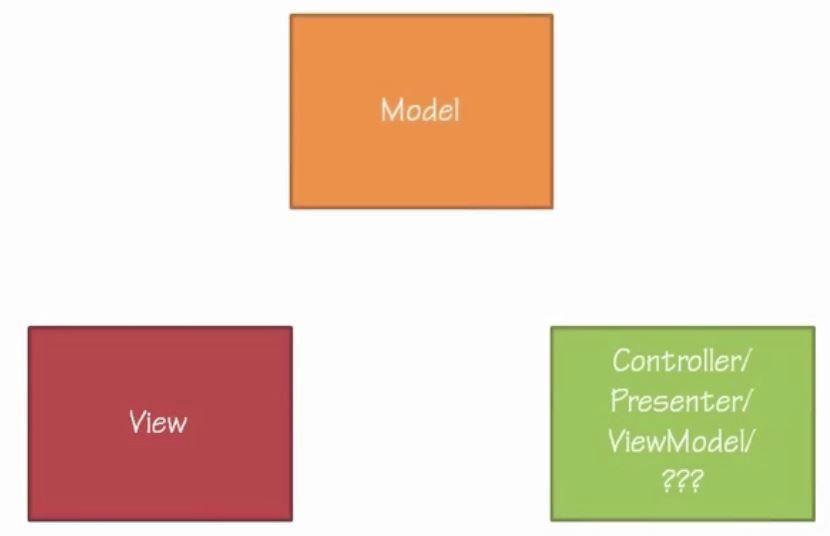 Model
View
Controller/
Presenter/
ViewModel/
???